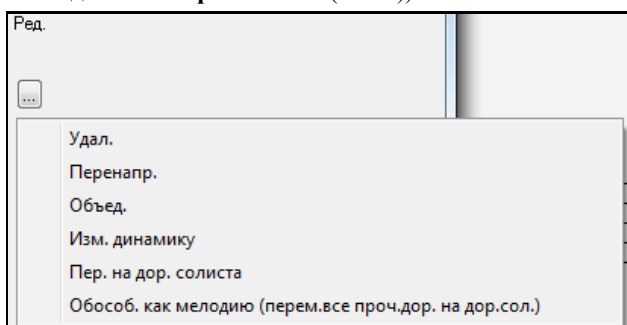 Ред.
...
Удал.
Перенапр.
Объед.
Изм. динамику
Пер. на дор. солиста
Обособ. как мелодию (перем.все проч.дор. на дор.сол.)